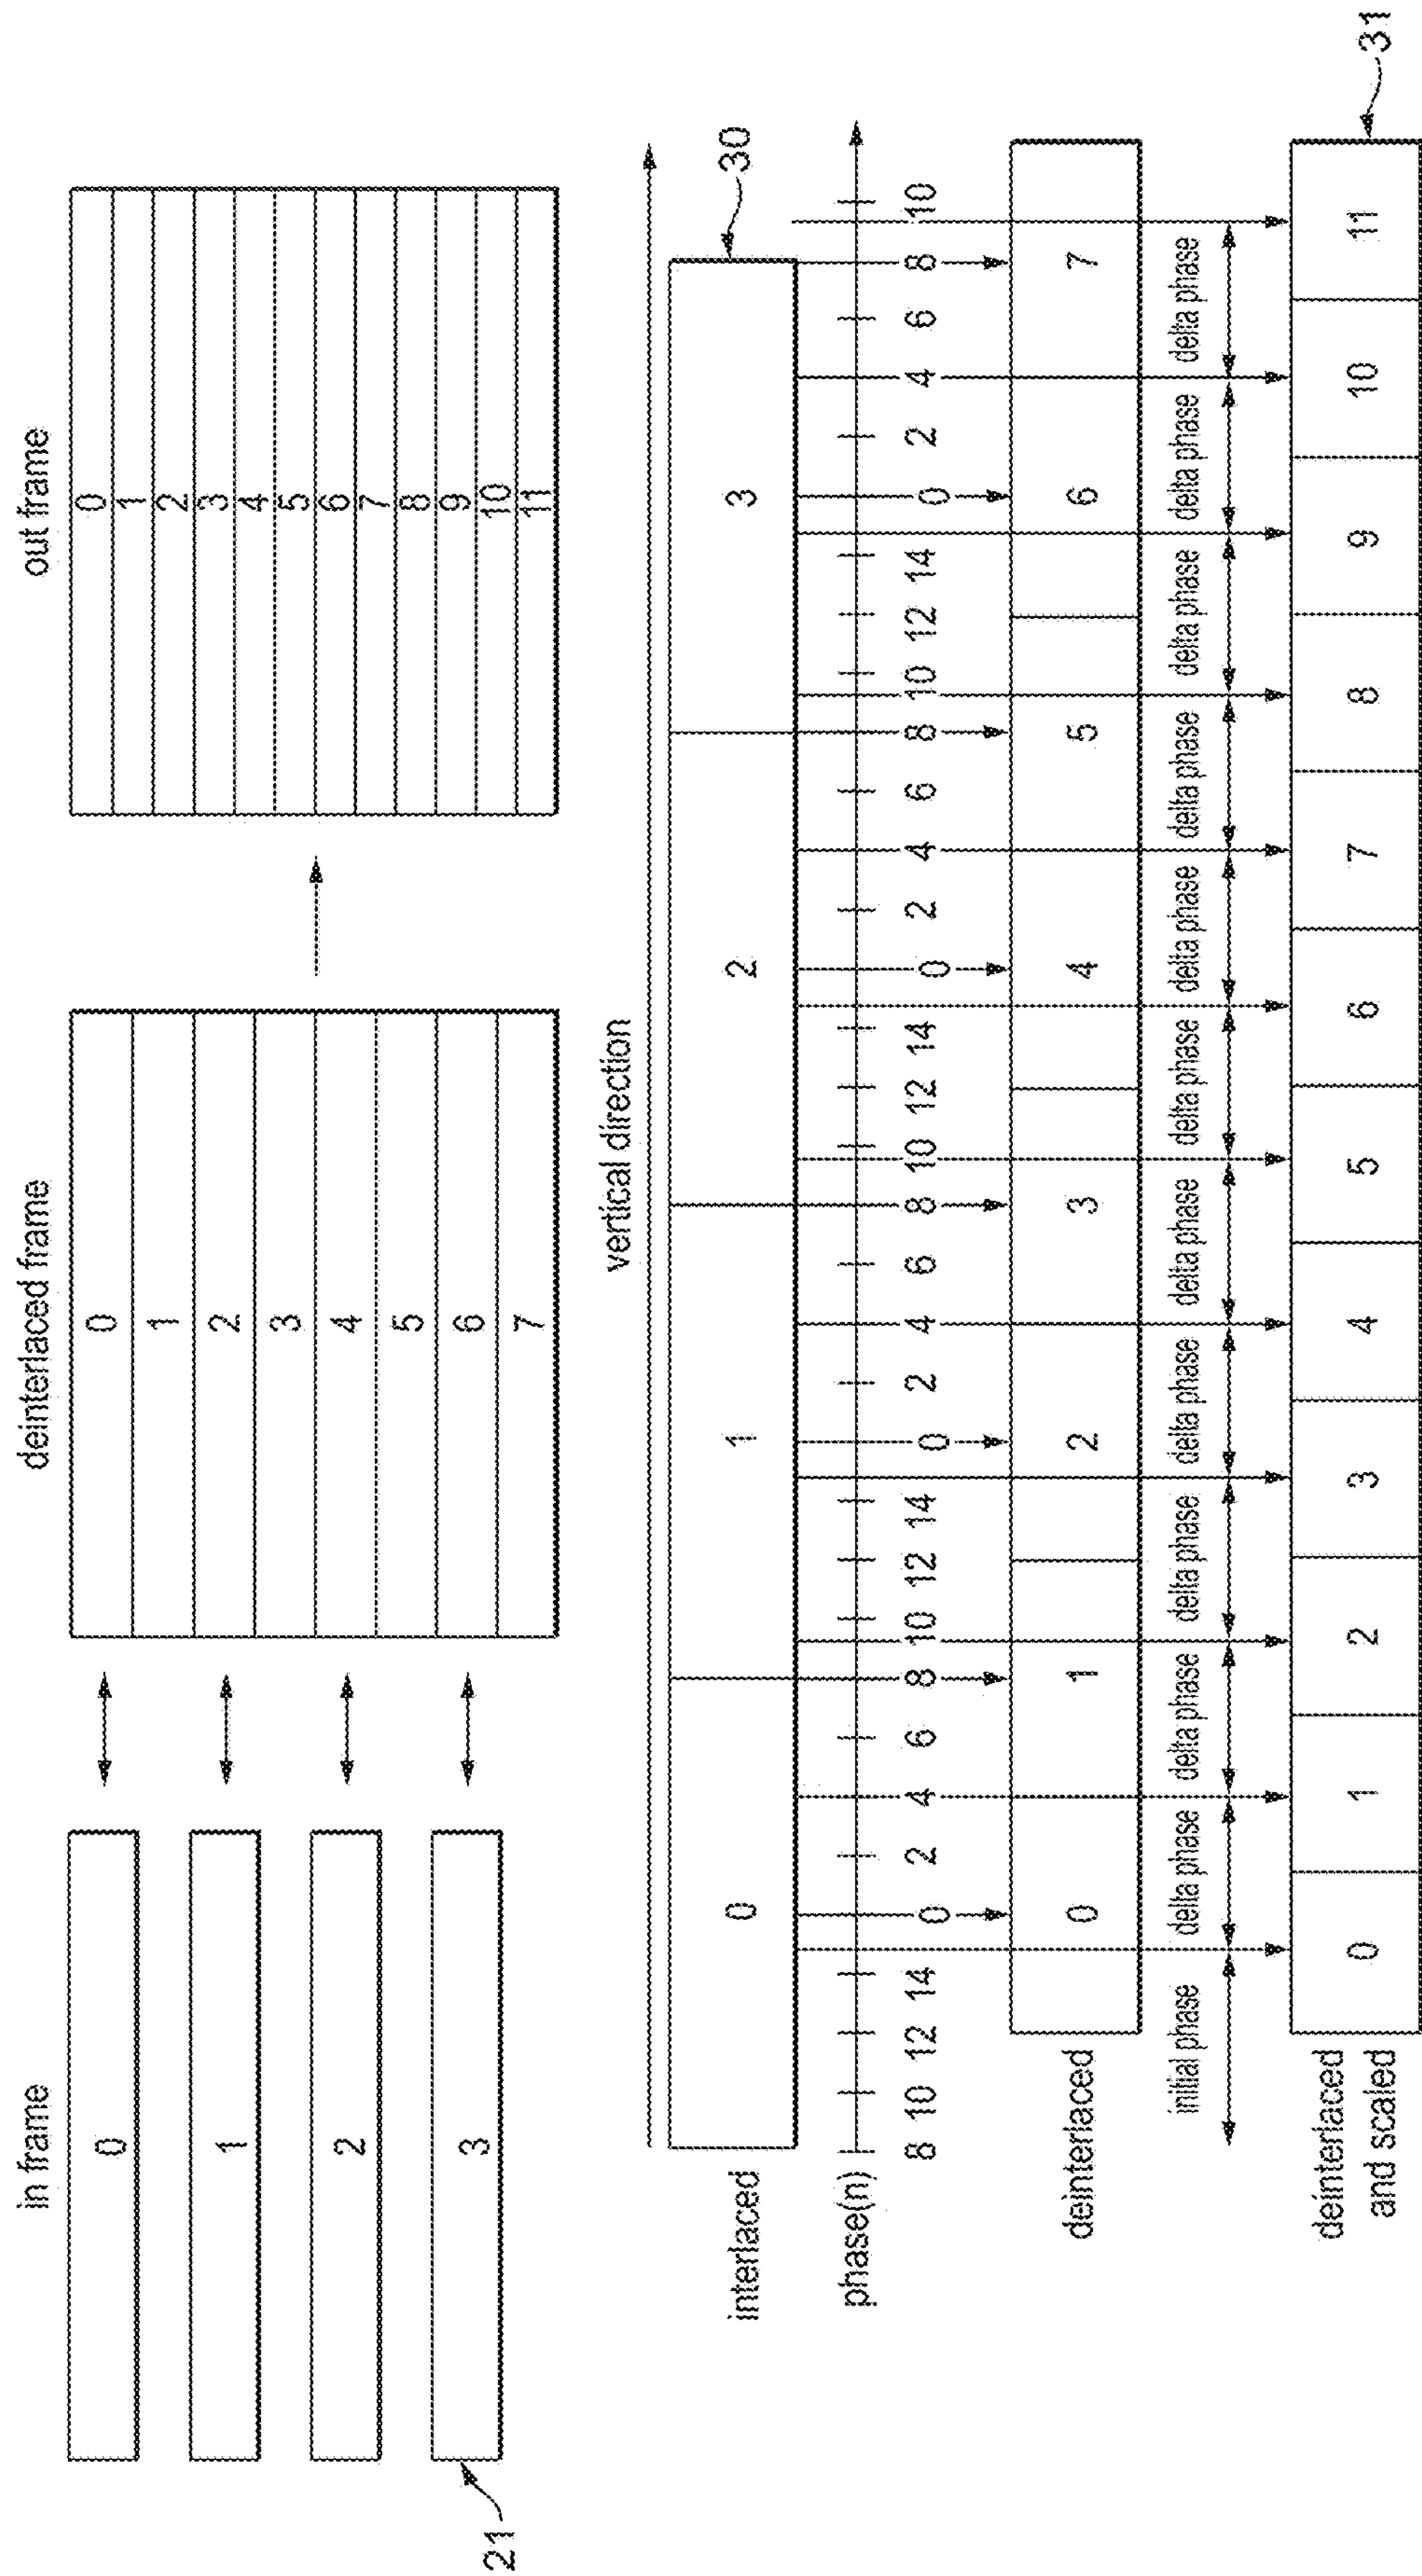 in frame
deinterlaced frame
out frame
0
1
2
3
21
0
1
2
3
4
5
6
7
0
1
2
3
4
5
6
7
8
9
10
11
vertical direction
interlaced
0 1 2 3
30
phase(n)
8 10 12 14 0 2 4 6 8 10 12 14 0 2 4 6 8 10 12 14 0 2 4 6 8 10 12 14 0 2 4 6 8 10
deinterlaced
0 1 2 3 4 5 6 7
initial phase delta phase delta phase delta phase delta phase delta phase delta phase delta phase delta phase delta phase delta phase delta phase
deinterlaced
and scaled
0 1 2 3 4 5 6 7 8 9 10 11
31